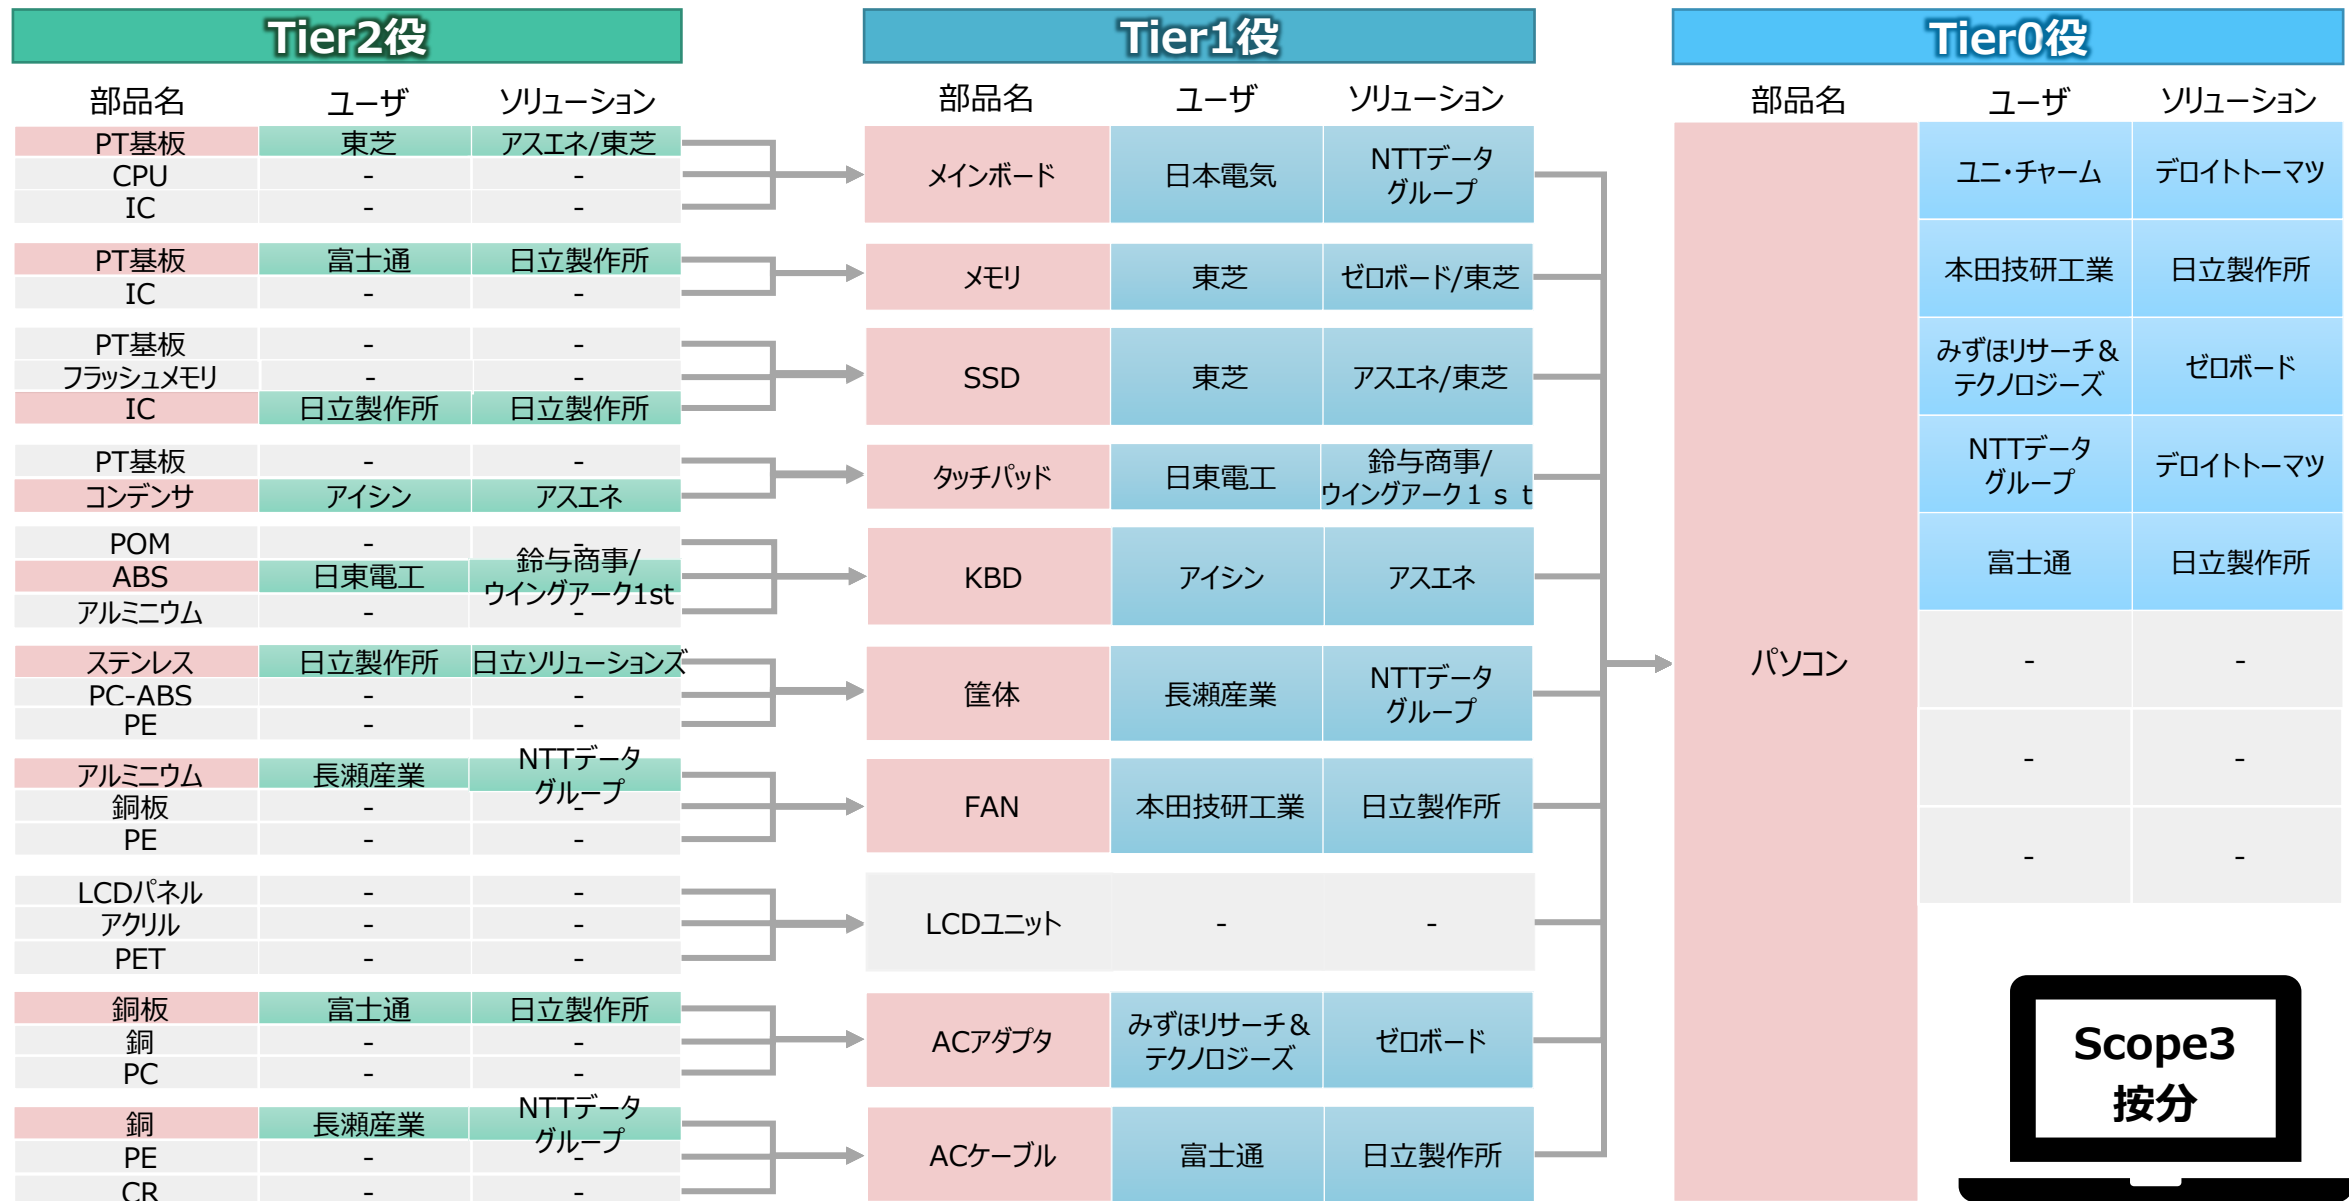 Tier2役
部品名 ユーザ ソリューション
PT基板 東芝 アスエネ/東芝
CPU - -
IC - -
PT基板 富士通 日立製作所
IC - -
PT基板 - -
フラッシュメモリ - -
IC 日立製作所 日立製作所
PT基板 - -
コンデンサ アイシン アスエネ
POM - -
ABS 日東電工 鈴与商事/
ウイングアーク1st
アルミニウム - -
ステンレス 日立製作所 日立ソリューションズ
PC-ABS - -
PE - -
アルミニウム 長瀬産業 NTTデータ
グループ
銅板 - -
PE - -
LCDパネル - -
アクリル - -
PET - -
銅板 富士通 日立製作所
銅 - -
PC - -
銅 長瀬産業 NTTデータ
グループ
PE - -
CR - -
Tier1役
部品名 ユーザ ソリューション
メインボード 日本電気 NTTデータ
グループ
メモリ 東芝 ゼロボード/東芝
SSD 東芝 アスエネ/東芝
タッチパッド 日東電工 鈴与商事/
ウイングアーク１ｓｔ
KBD アイシン アスエネ
筐体 長瀬産業 NTTデータ
グループ
FAN 本田技研工業 日立製作所
LCDユニット - -
ACアダプタ みずほリサーチ＆
テクノロジーズ ゼロボード
ACケーブル 富士通 日立製作所
Tier0役
部品名 ユーザ ソリューション
パソコン
ユニ・チャーム デロイトトーマツ
本田技研工業 日立製作所
みずほリサーチ＆
テクノロジーズ ゼロボード
NTTデータ
グループ デロイトトーマツ
富士通 日立製作所
- -
- -
- -
Scope3
按分